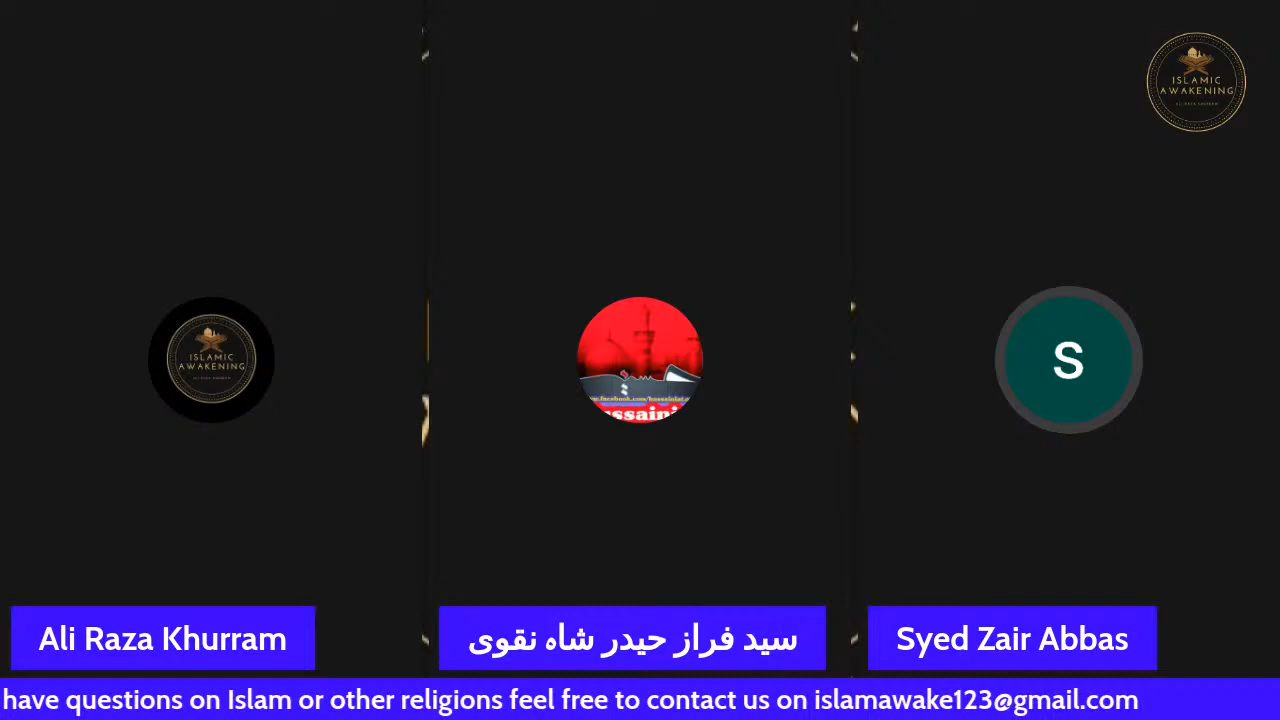 ISLAMIC
AWAKENING
ISLAMIC
AWAKENING
S
Ali Raza Khurram
سید فراز حیدر شاہ نقوی
Syed Zair Abbas
have questions on Islam or other religions feel free to contact us on islamawake123@gmail.com